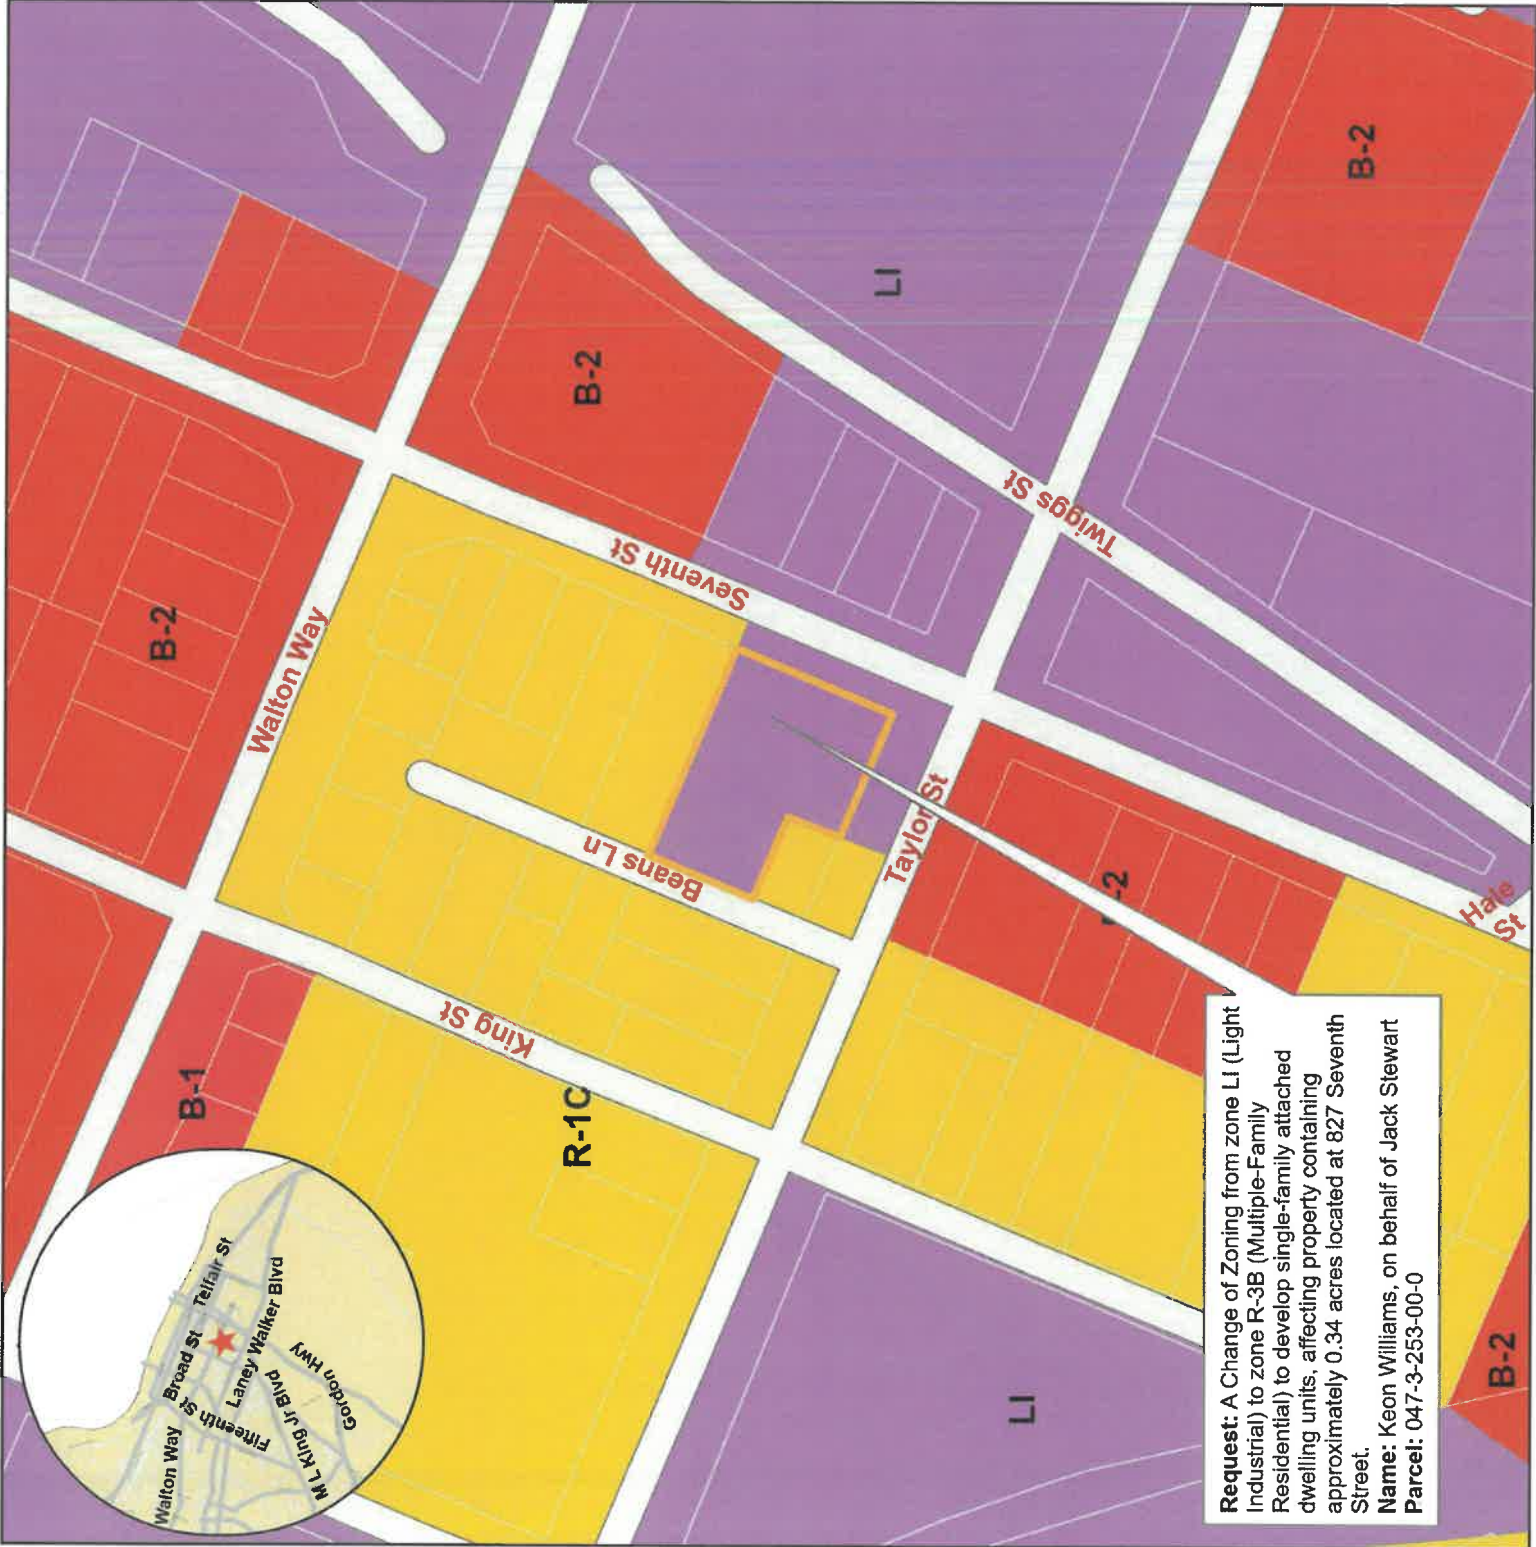 B-2
B-1
Walton Way
Fifteenth St
Broad St
Telfair St
Laney Walker Blvd
M L King Jr Blvd
Gordon Hwy
Walton Way
King St
R-1C
B-2
Seventh St
Beans Ln
LI
Taylor St
Twiggs St
LI
-2
B-2
Hale
St
B-2
Request: A Change of Zoning from zone LI (Light
Industrial) to zone R-3B (Multiple-Family
Residential) to develop single-family attached
dwelling units, affecting property containing
approximately 0.34 acres located at 827 Seventh
Street.
Name: Keon Williams, on behalf of Jack Stewart
Parcel: 047-3-253-00-0